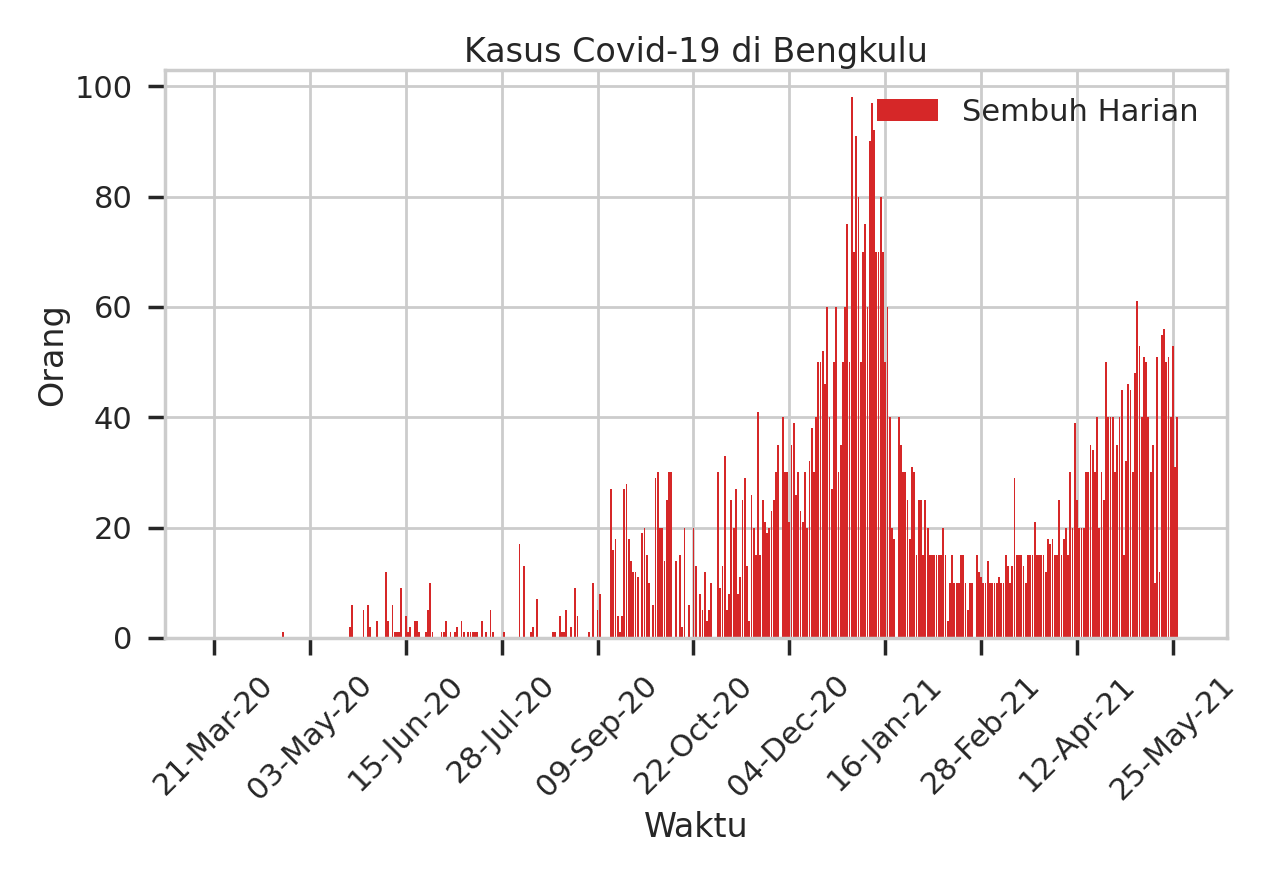 Kasus Covid-19 di Bengkulu
Sembuh Harian
Orang
100
80
60
40
20
0
21-Mar-20
03-May-20
15-Jun-20
28-Jul-20
09-Sep-20
22-Oct-20
04-Dec-20
16-Jan-21
28-Feb-21
12-Apr-21
25-May-21
Waktu